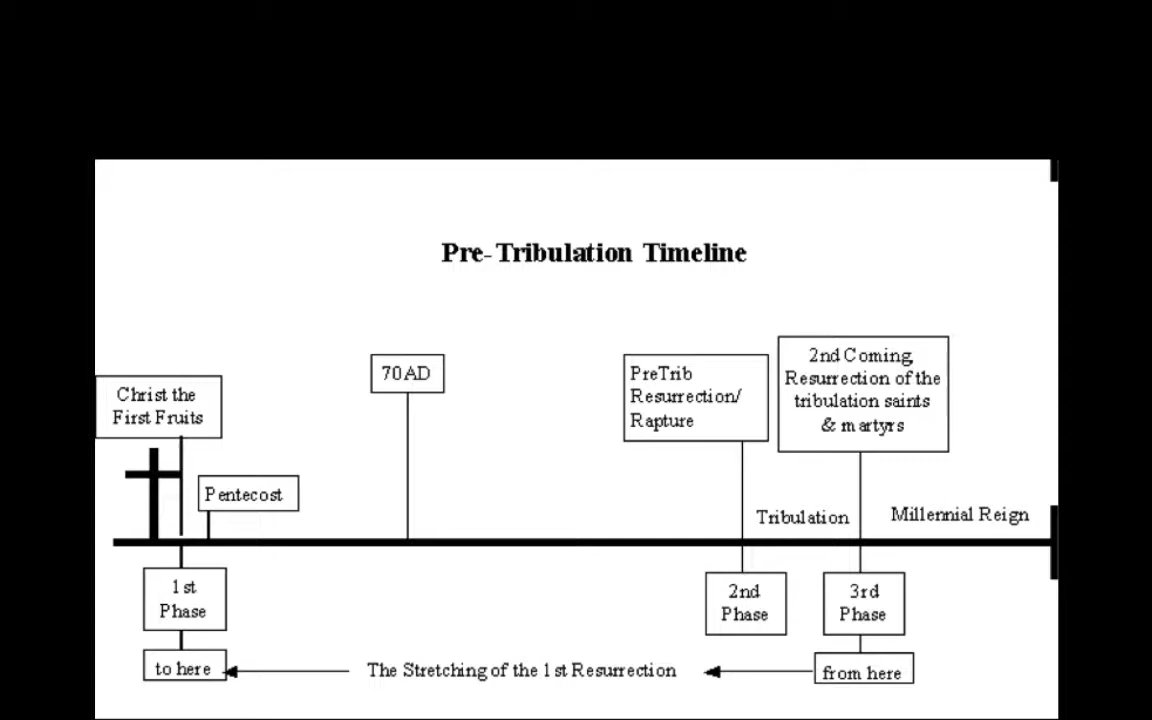 Pre-Tribulation Timeline
Christ the
First Fruits
Pentecost
70AD
PreTrib
Resurrection/
Rapture
2nd Coming,
Resurrection of the
tribulation saints
& martyrs
Tribulation
Millennial Reign
1st
Phase
2nd
Phase
3rd
Phase
to here
The Stretching of the 1st Resurrection
from here